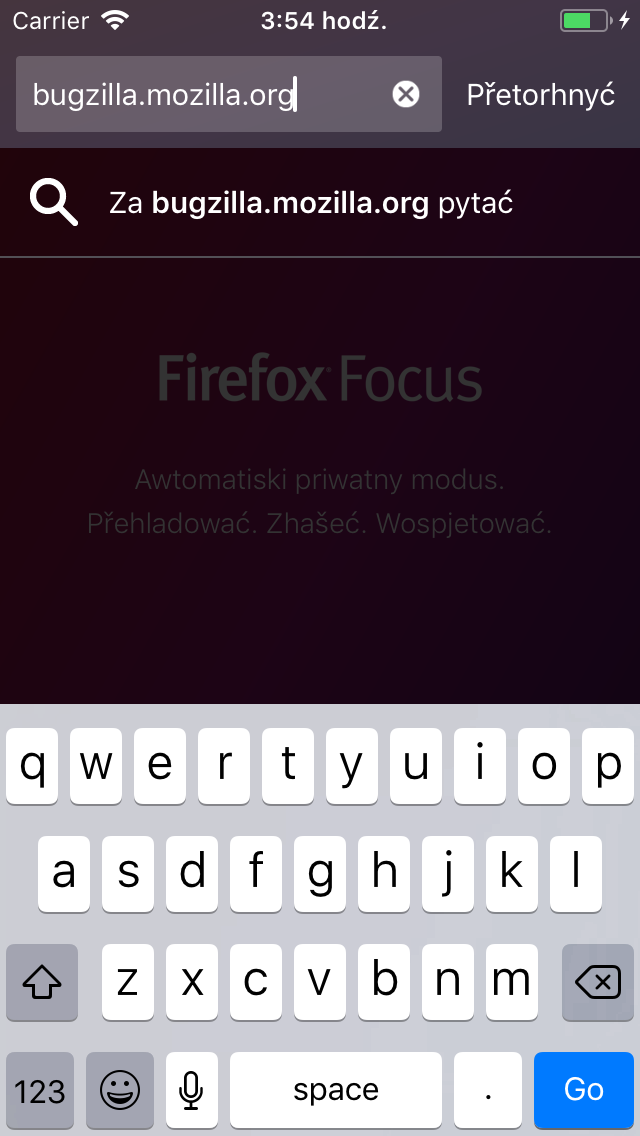 Carrier 3:54 hodź.
bugzilla.mozilla.org Přetorhnyć
Za bugzilla.mozilla.org pytać
Firefox Focus
Awtomatiski priwatny modus.
Přehladować. Zhašeć. Wospjetować.
q w e r t y u i o p
a s d f g h j k l
z x c v b n m
123 space . Go